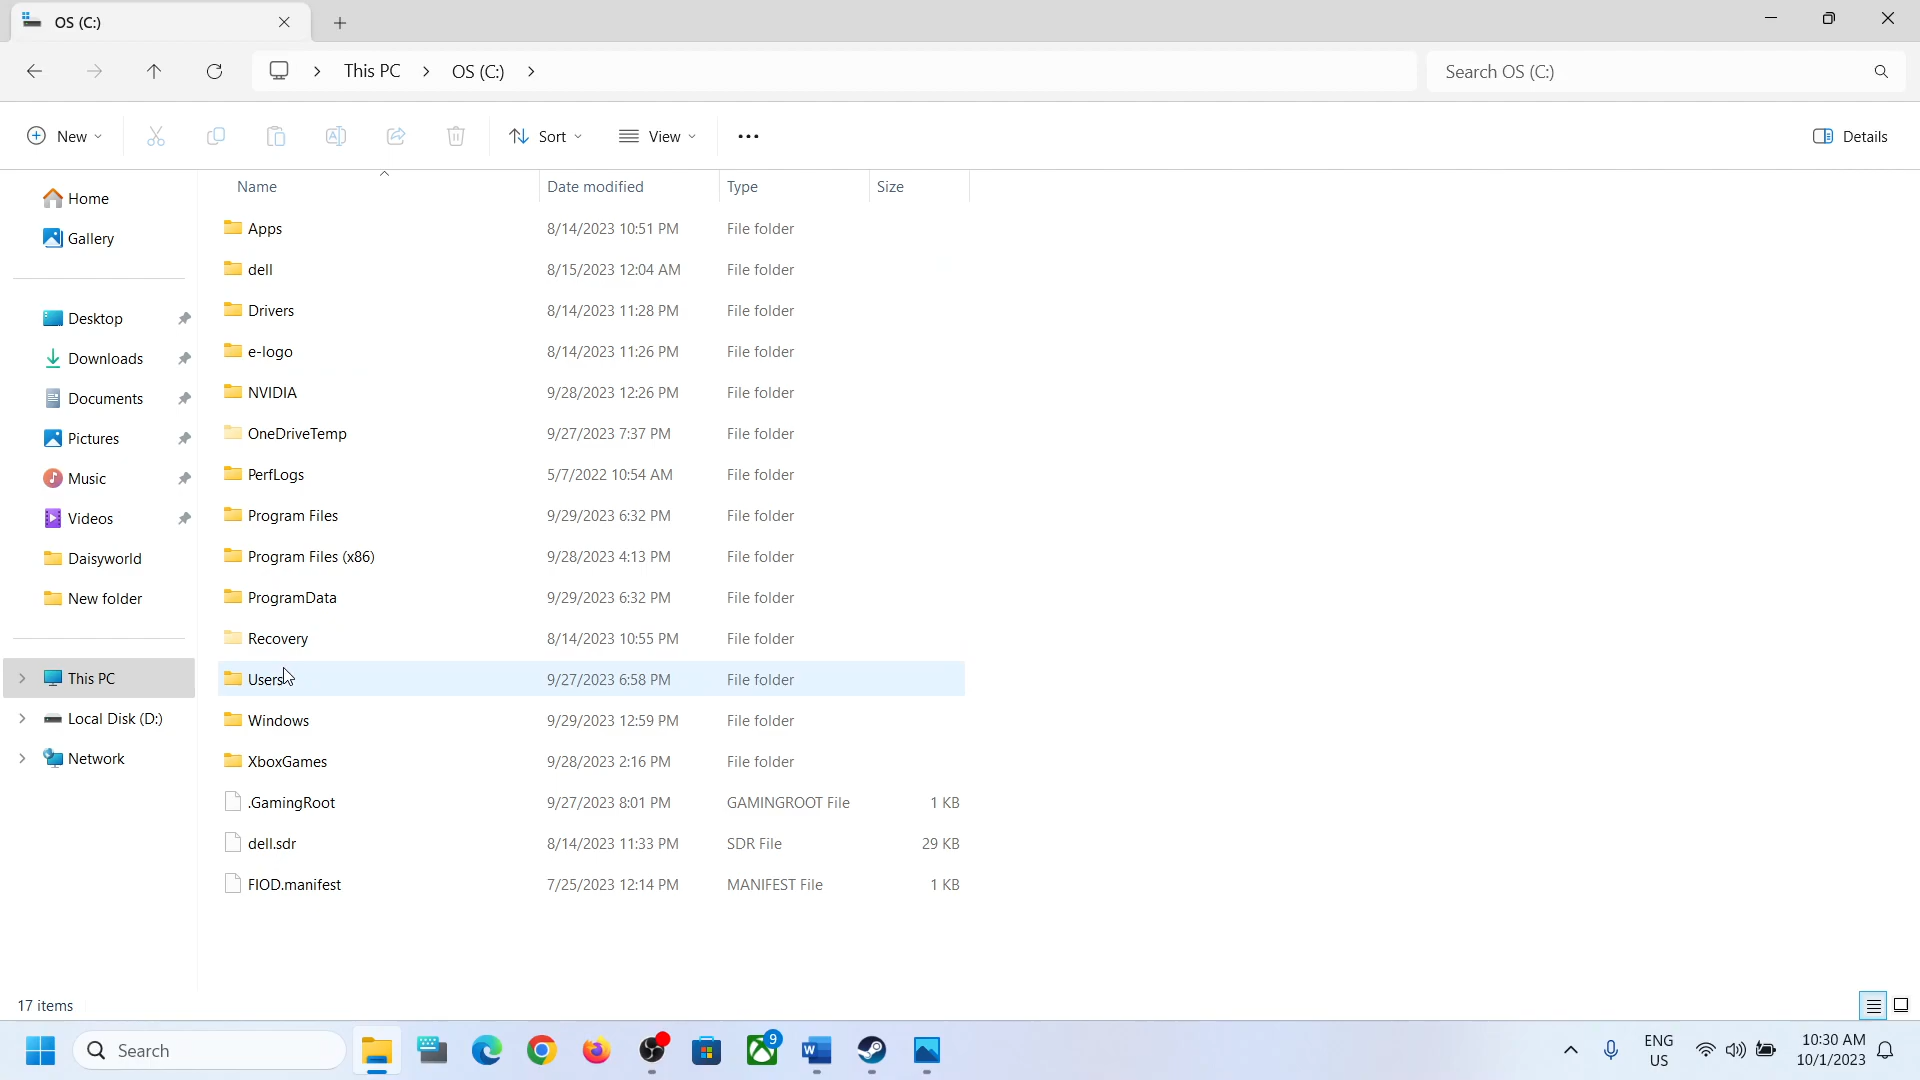 OS (C:)
This PC
OS (C:)
Search OS (C:)
New
Sort
View
Details
Name
Date modified
Type
Size
Home
Gallery
Desktop
Downloads
Documents
Pictures
Music
Videos
Daisyworld
New folder
This PC
Local Disk (D:)
Network
Apps 8/14/2023 10:51 PM File folder
dell 8/15/2023 12:04 AM File folder
Drivers 8/14/2023 11:28 PM File folder
e-logo 8/14/2023 11:26 PM File folder
NVIDIA 9/28/2023 12:26 PM File folder
OneDriveTemp 9/27/2023 7:37 PM File folder
PerfLogs 5/7/2022 10:54 AM File folder
Program Files 9/29/2023 6:32 PM File folder
Program Files (x86) 9/28/2023 4:13 PM File folder
ProgramData 9/29/2023 6:32 PM File folder
Recovery 8/14/2023 10:55 PM File folder
Users 9/27/2023 6:58 PM File folder
Windows 9/29/2023 12:59 PM File folder
XboxGames 9/28/2023 2:16 PM File folder
.GamingRoot 9/27/2023 8:01 PM GAMINGROOT File 1 KB
dell.sdr 8/14/2023 11:33 PM SDR File 29 KB
FIOD.manifest 7/25/2023 12:14 PM MANIFEST File 1 KB
17 items
Search
9
ENG
US
10:30 AM
10/1/2023